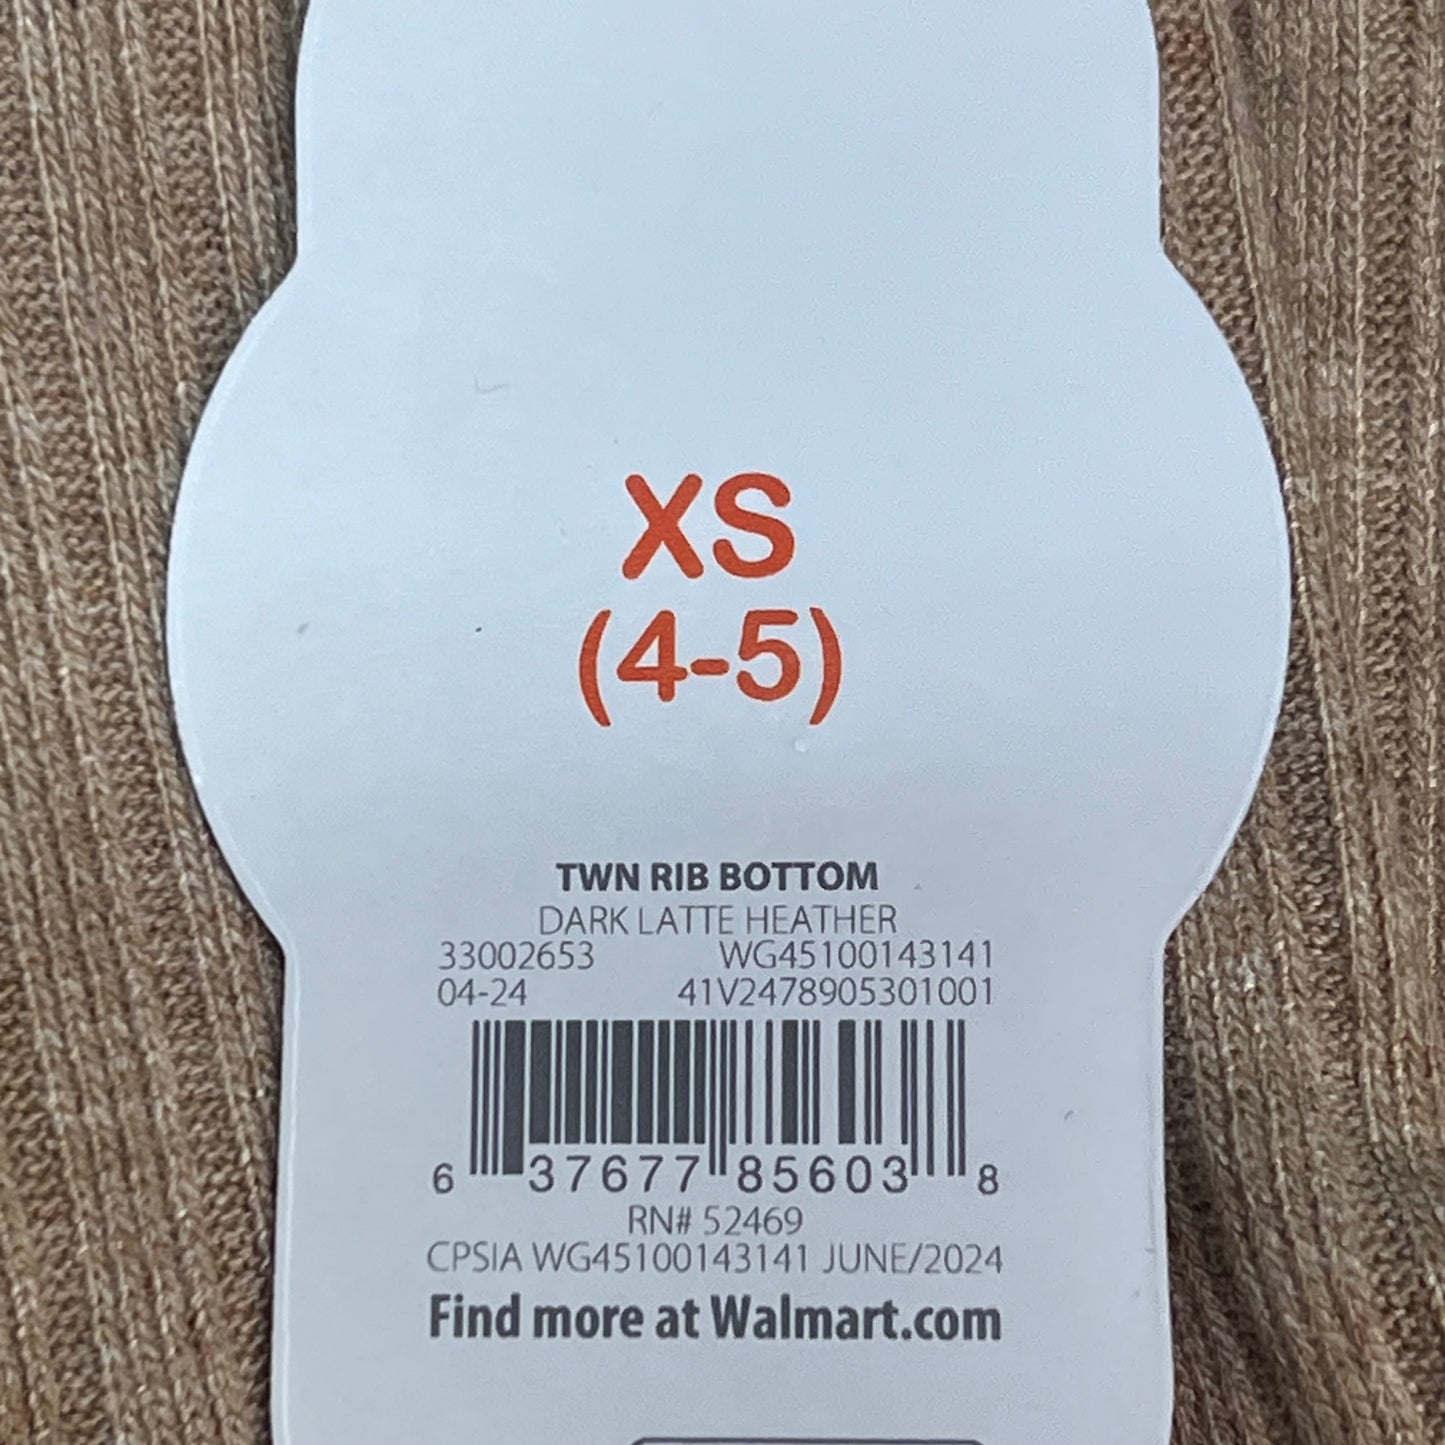 XS
(4-5)
TWN RIB BOTTOM
DARK LATTE HEATHER
33002653 WG45100143141
04-24 41V2478905301001
6 37677 85603 8
RN# 52469
CPSIA WG45100143141 JUNE/2024
Find more at Walmart.com